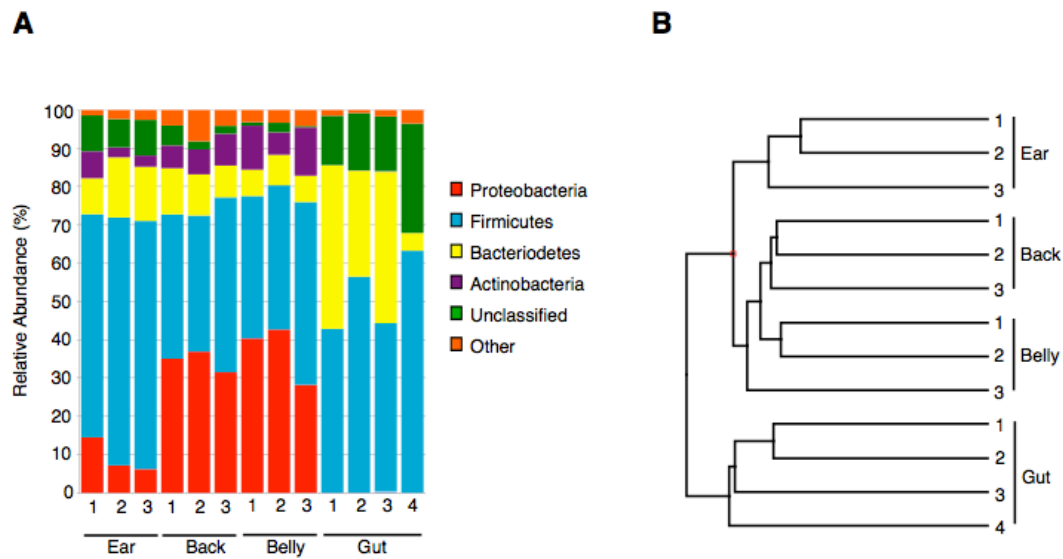 A
B
Relative Abundance (%)
100
90
80
70
60
50
40
30
20
10
0
1 2 3 1 2 3 1 2 3 1 2 3 4
Ear Back Belly Gut
Proteobacteria
Firmicutes
Bacteriodetes
Actinobacteria
Unclassified
Other
1
2
3
Ear
1
2
3
Back
1
2
3
Belly
1
2
3
4
Gut